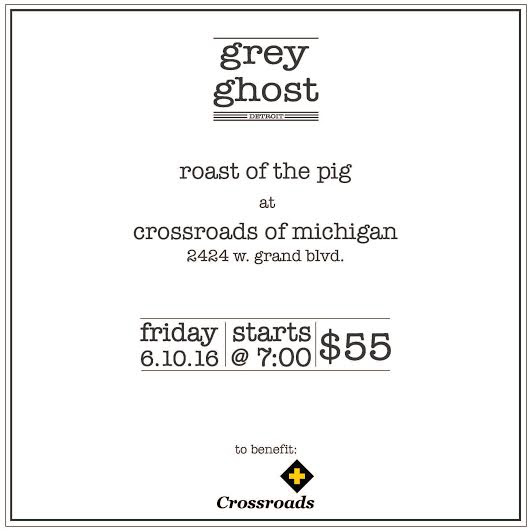 grey
ghost
DETROIT
roast of the pig
at
crossroads of michigan
2424 w. grand blvd.
friday
6.10.16
starts
@ 7:00
$55
to benefit:
Crossroads